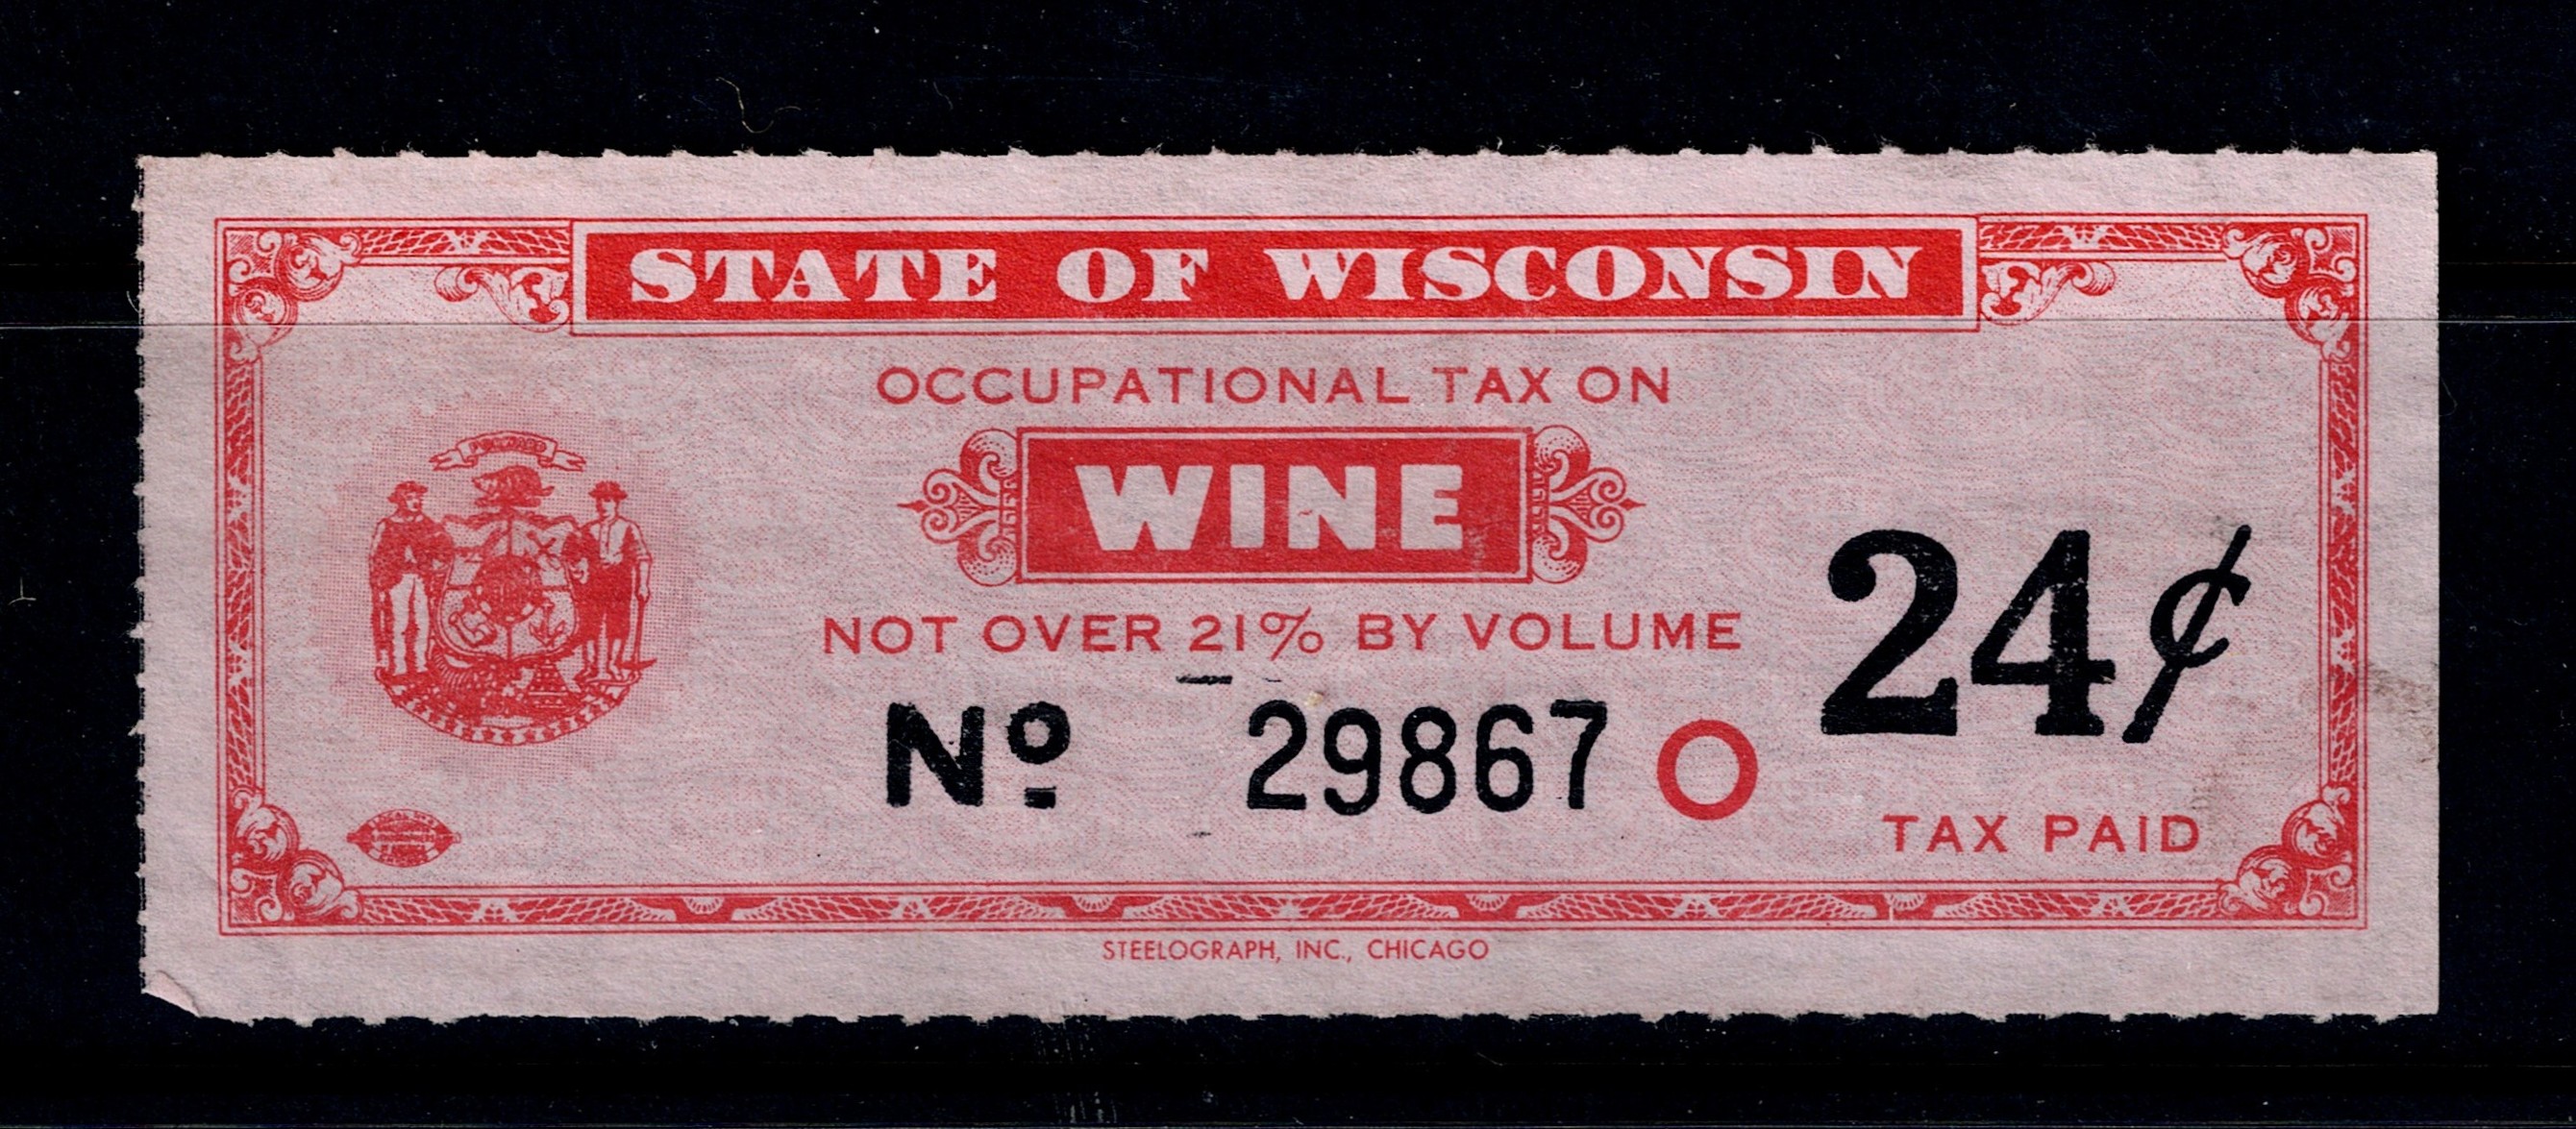 STATE OF WISCONSIN
OCCUPATIONAL TAX ON
WINE
NOT OVER 21% BY VOLUME
24¢
Nº 29867 O
TAX PAID
STEELOGRAPH, INC., CHICAGO